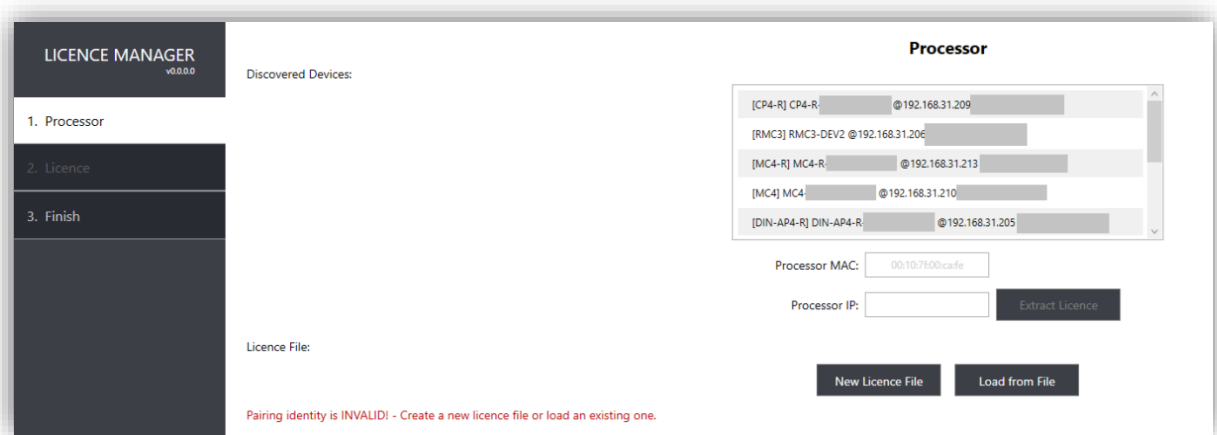 LICENCE MANAGER
v0.0.0.0
1. Processor
2. Licence
3. Finish
Processor
Discovered Devices:
[CP4-R] CP4-R- @192.168.31.209
[RMC3] RMC3-DEV2 @192.168.31.206
[MC4-R] MC4-R- @192.168.31.213
[MC4] MC4- @192.168.31.210
[DIN-AP4-R] DIN-AP4-R- @192.168.31.205
Processor MAC: 00:10:7f:00:ca:fe
Processor IP: Extract Licence
Licence File:
New Licence File Load from File
Pairing identity is INVALID! - Create a new licence file or load an existing one.